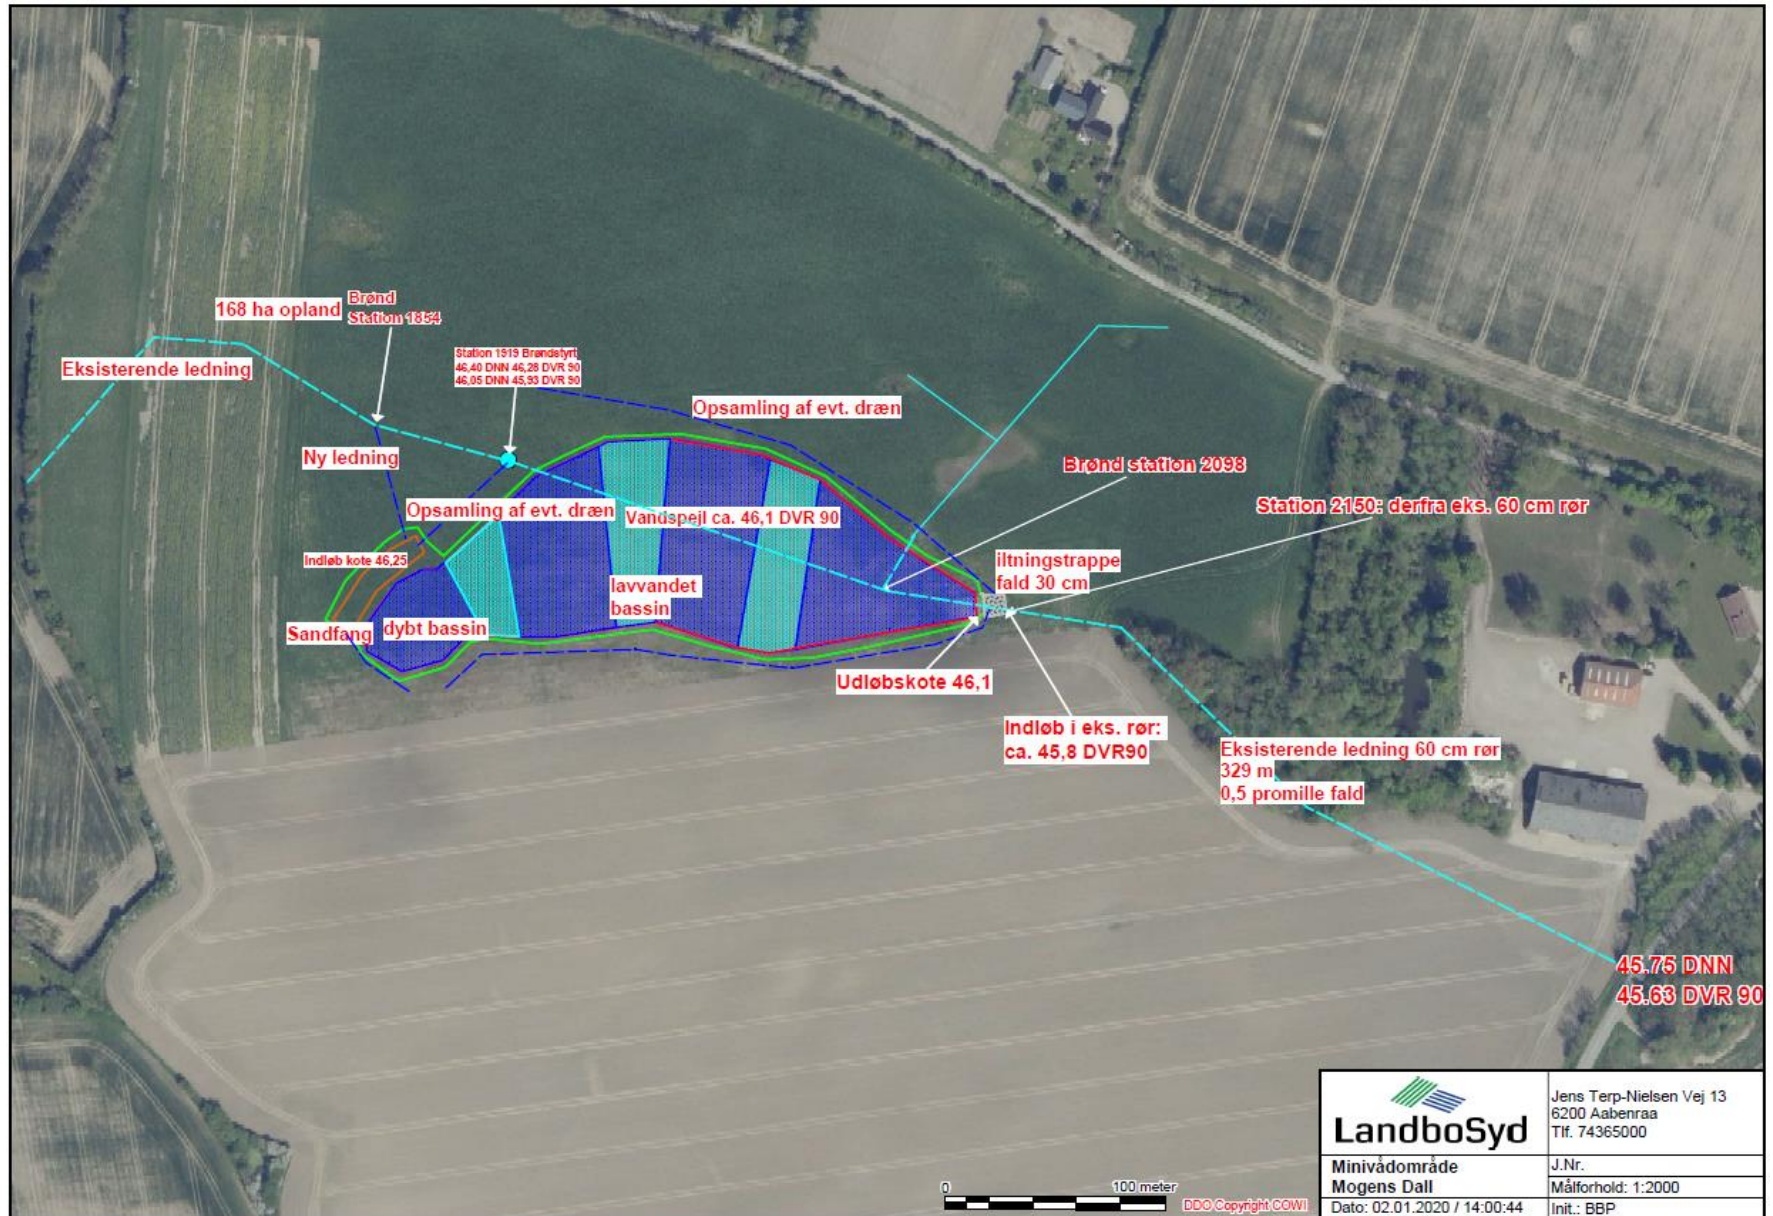 168 ha opland
Brønd
Station 1854
Eksisterende ledning
Station 1919 Brøndstyrt
46,40 DNN 46,28 DVR 90
46,05 DNN 45,93 DVR 90
Opsamling af evt. dræn
Ny ledning
Brønd station 2098
Opsamling af evt. dræn
Vandspejl ca. 46,1 DVR 90
Station 2150: derfra eks. 60 cm rør
Indløb kote 46,25
iltningstrappe
fald 30 cm
lavvandet
bassin
Sandfang
dybt bassin
Udløbskote 46,1
Indløb i eks. rør:
ca. 45,8 DVR90
Eksisterende ledning 60 cm rør
329 m
0,5 promille fald
45.75 DNN
45.63 DVR 90
0
100 meter
DDO Copyright COWI
LandboSyd
Jens Terp-Nielsen Vej 13
6200 Aabenraa
Tlf. 74365000
Minivådområde
Mogens Dall
J.Nr.
Målforhold: 1:2000
Dato: 02.01.2020 / 14:00:44
Init.: BBP